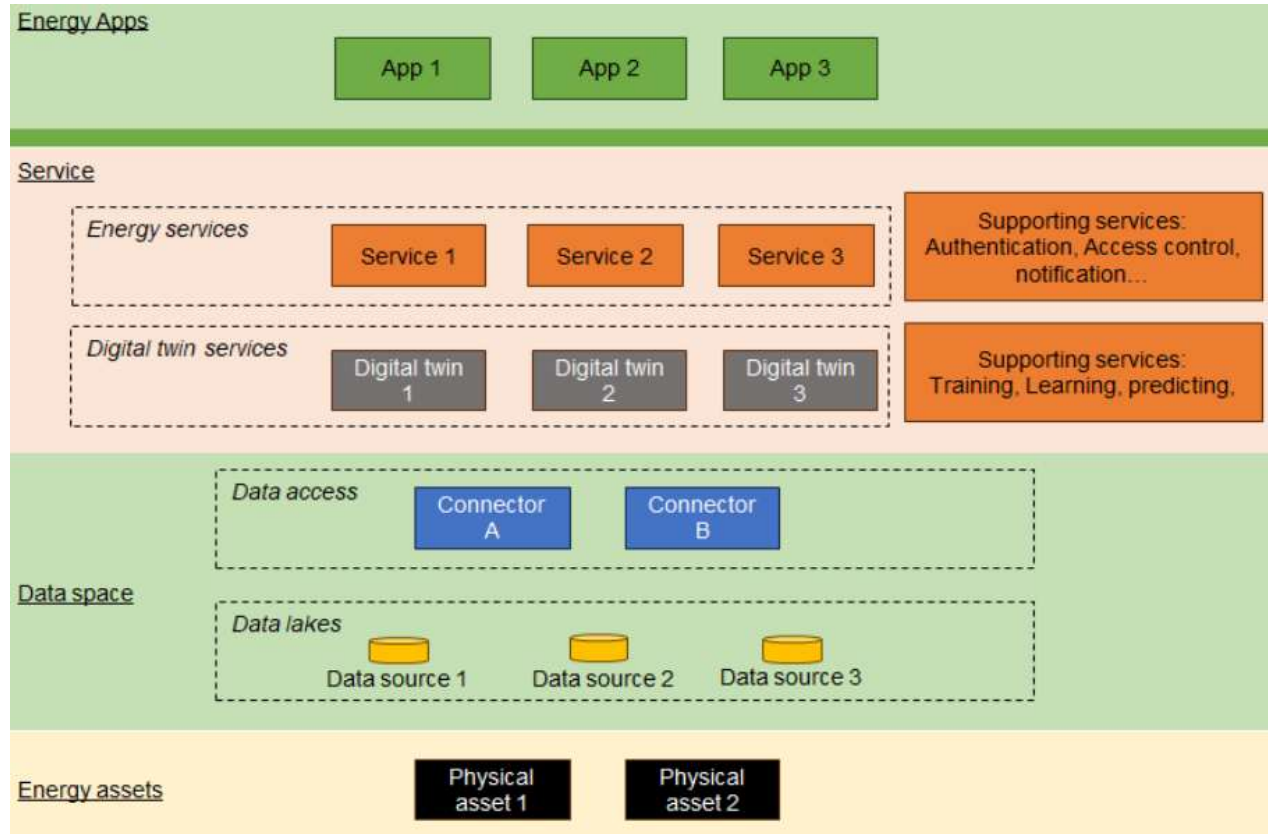 Energy Apps
App 1
App 2
App 3
Service
Energy services
Service 1
Service 2
Service 3
Supporting services:
Authentication, Access control,
notification...
Digital twin services
Digital twin
1
Digital twin
2
Digital twin
3
Supporting services:
Training, Learning, predicting,
Data space
Data access
Connector
A
Connector
B
Data lakes
Data source 1
Data source 2
Data source 3
Energy assets
Physical
asset 1
Physical
asset 2